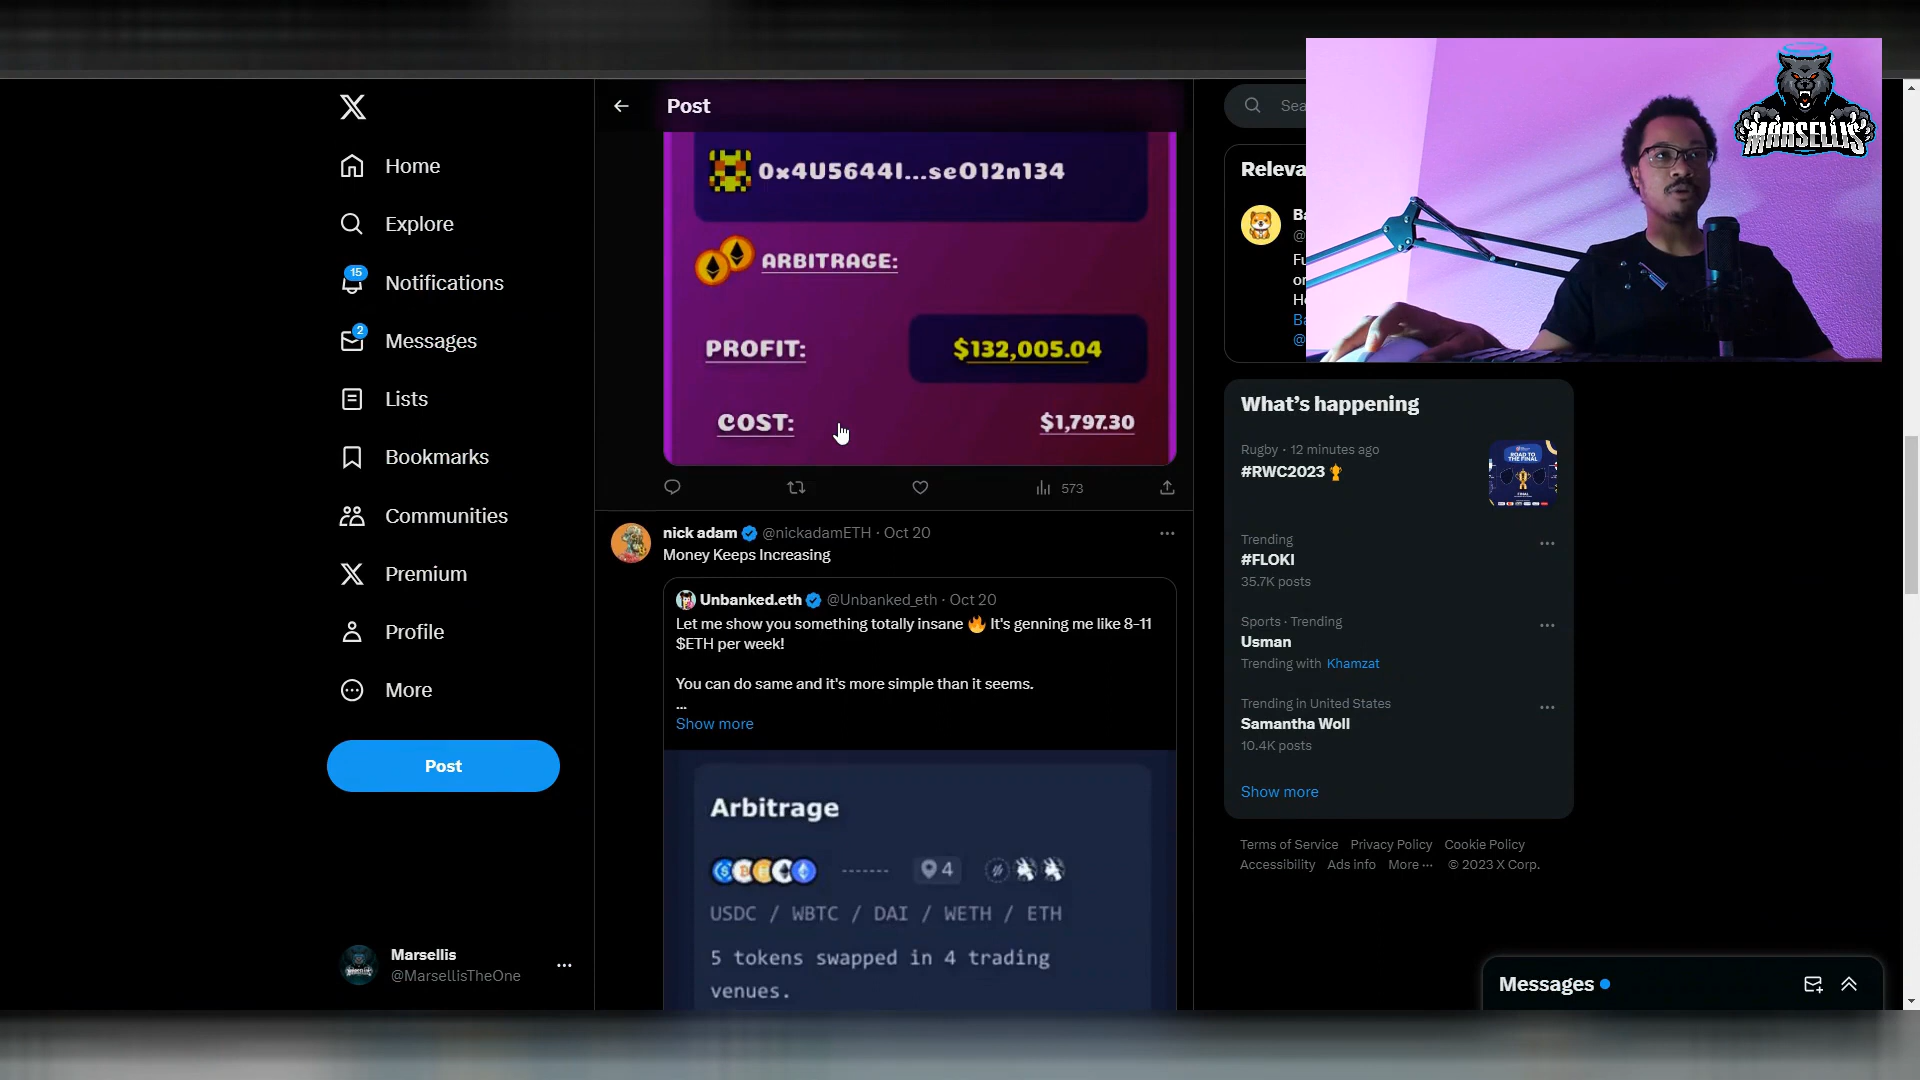 Home
Explore
15
Notifications
2
Messages
Lists
Bookmarks
Communities
Premium
Profile
More
Post
Marsellis
@MarsellisTheOne
Post
0x4U5644I...seO12n134
ARBITRAGE:
PROFIT:
$132,005.04
COST:
$1,797.30
573
nick adam @nickadamETH · Oct 20
Money Keeps Increasing
Unbanked.eth @Unbanked_eth · Oct 20
Let me show you something totally insane 🔥 It's genning me like 8-11
$ETH per week!
You can do same and it's more simple than it seems.
...
Show more
Arbitrage
4
USDC / WBTC / DAI / WETH / ETH
5 tokens swapped in 4 trading
venues.
MARSELLIS
What's happening
Rugby · 12 minutes ago
#RWC2023
ROAD TO
THE FINAL
Trending
#FLOKI
35.7K posts
Sports · Trending
Usman
Trending with Khamzat
Trending in United States
Samantha Woll
10.4K posts
Show more
Terms of Service Privacy Policy Cookie Policy
Accessibility Ads info More ··· © 2023 X Corp.
Messages